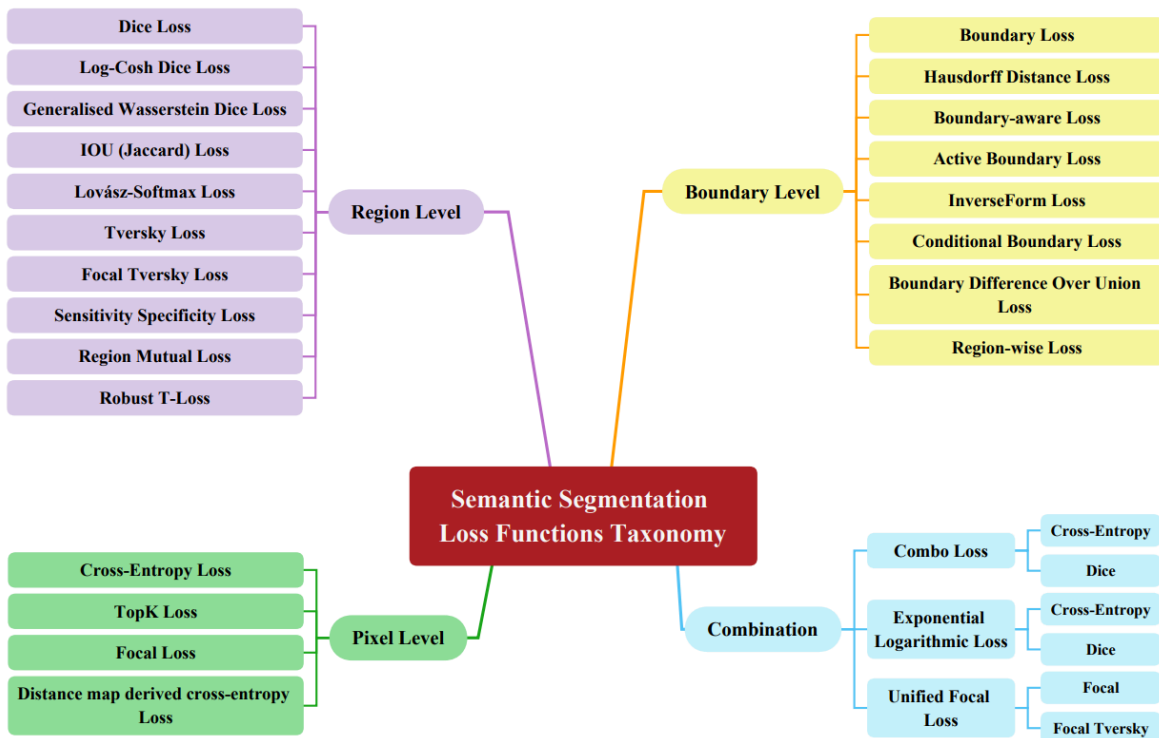 Dice Loss
Log-Cosh Dice Loss
Generalised Wasserstein Dice Loss
IOU (Jaccard) Loss
Lovász-Softmax Loss
Tversky Loss
Focal Tversky Loss
Sensitivity Specificity Loss
Region Mutual Loss
Robust T-Loss
Region Level
Boundary Level
Boundary Loss
Hausdorff Distance Loss
Boundary-aware Loss
Active Boundary Loss
InverseForm Loss
Conditional Boundary Loss
Boundary Difference Over Union
Loss
Region-wise Loss
Semantic Segmentation
Loss Functions Taxonomy
Cross-Entropy Loss
TopK Loss
Focal Loss
Distance map derived cross-entropy
Loss
Pixel Level
Combination
Combo Loss
Cross-Entropy
Dice
Exponential
Logarithmic Loss
Cross-Entropy
Dice
Unified Focal
Loss
Focal
Focal Tversky